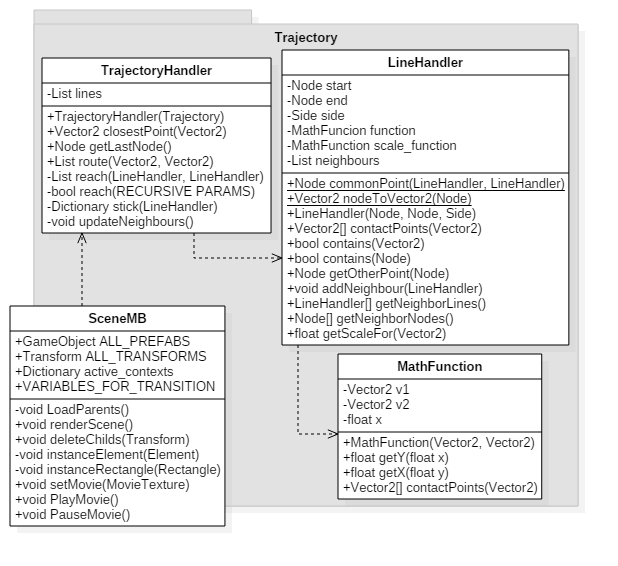 Trajectory
TrajectoryHandler
-List lines
+TrajectoryHandler(Trajectory)
+Vector2 closestPoint(Vector2)
+Node getLastNode()
+List route(Vector2, Vector2)
-List reach(LineHandler, LineHandler)
-bool reach(RECURSIVE PARAMS)
-Dictionary stick(LineHandler)
-void updateNeighbours()
LineHandler
-Node start
-Node end
-Side side
-MathFuncion function
-MathFunction scale_function
-List neighbours
+Node commonPoint(LineHandler, LineHandler)
+Vector2 nodeToVector2(Node)
+LineHandler(Node, Node, Side)
+Vector2[] contactPoints(Vector2)
+bool contains(Vector2)
+bool contains(Node)
+Node getOtherPoint(Node)
+void addNeighbour(LineHandler)
+LineHandler[] getNeighborLines()
+Node[] getNeighborNodes()
+float getScaleFor(Vector2)
SceneMB
+GameObject ALL_PREFABS
+Transform ALL_TRANSFORMS
+Dictionary active_contexts
+VARIABLES_FOR_TRANSITION
-void LoadParents()
+void renderScene()
+void deleteChilds(Transform)
-void instanceElement(Element)
-void instanceRectangle(Rectangle)
+void setMovie(MovieTexture)
+void PlayMovie()
+void PauseMovie()
MathFunction
-Vector2 v1
-Vector2 v2
-float x
+MathFunction(Vector2, Vector2)
+float getY(float x)
+float getX(float y)
+Vector2[] contactPoints(Vector2)